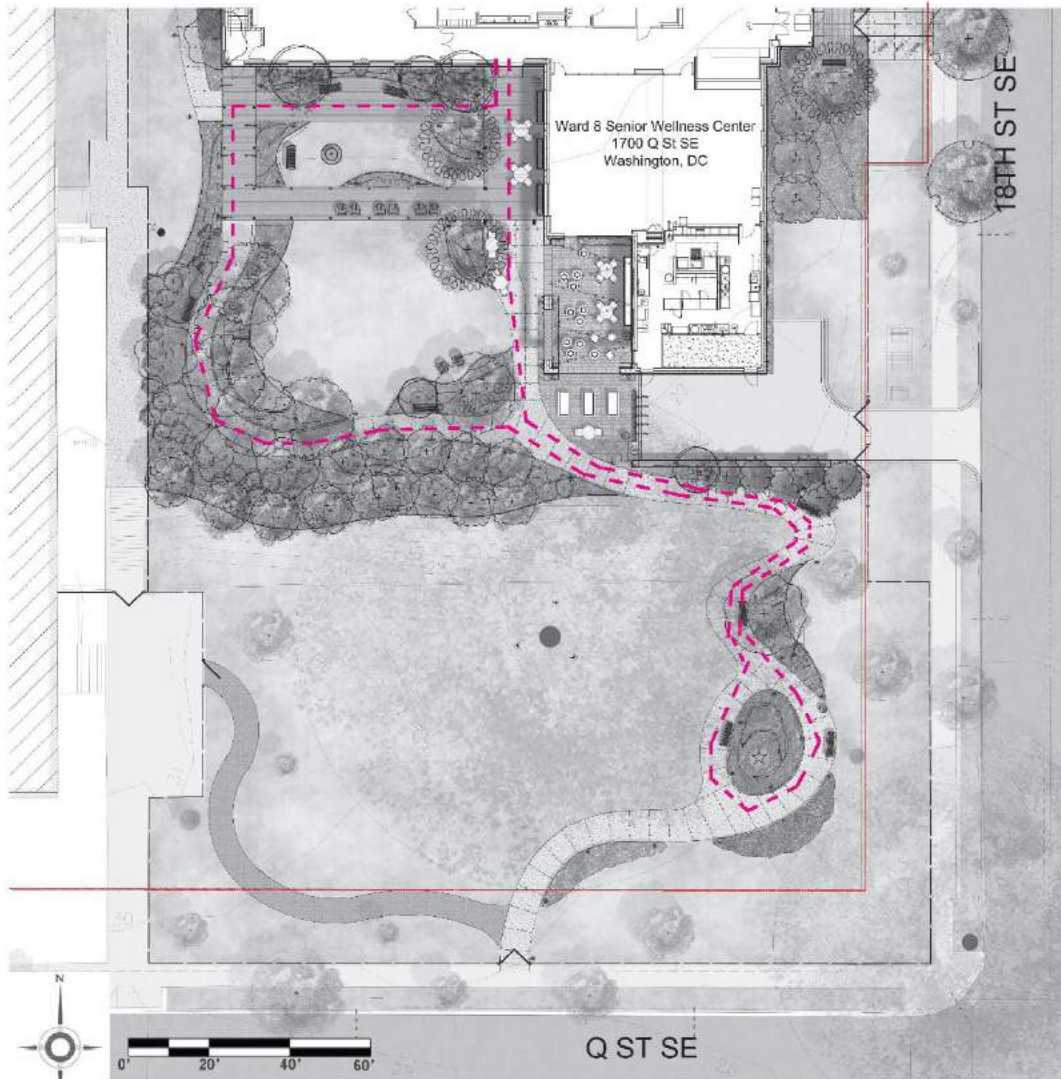 Ward 8 Senior Wellness Center
1700 Q St SE
Washington, DC
18TH ST SE
30
N
0'
20'
40'
60'
Q ST SE